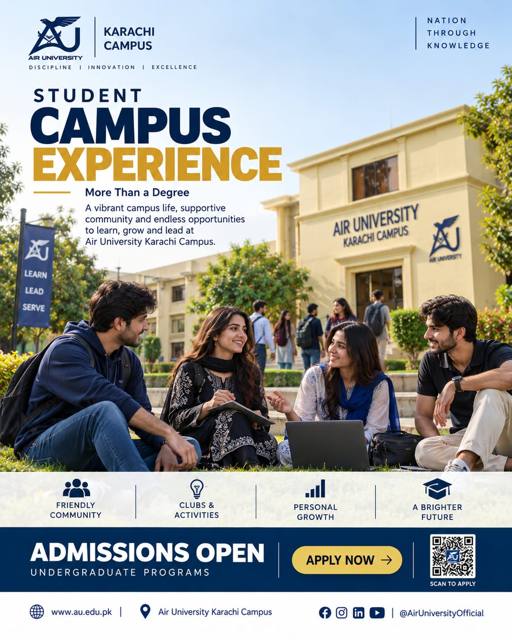 AU
AIR UNIVERSITY
KARACHI
CAMPUS
DISCIPLINE | INNOVATION | EXCELLENCE
NATION
THROUGH
KNOWLEDGE
STUDENT
CAMPUS
EXPERIENCE
More Than a Degree
A vibrant campus life, supportive
community and endless opportunities
to learn, grow and lead at
Air University Karachi Campus.
AIR UNIVERSITY
KARACHI CAMPUS
AU
AIR UNIVERSITY
AU
LEARN
LEAD
SERVE
FRIENDLY
COMMUNITY
CLUBS &
ACTIVITIES
PERSONAL
GROWTH
A BRIGHTER
FUTURE
ADMISSIONS OPEN
UNDERGRADUATE PROGRAMS
APPLY NOW →
SCAN TO APPLY
www.au.edu.pk | Air University Karachi Campus | @AirUniversityOfficial